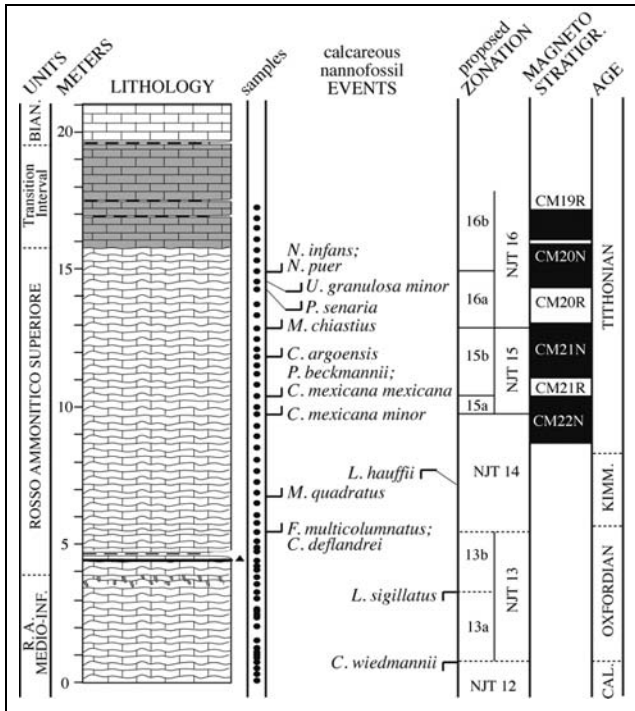 UNITS
METERS
LITHOLOGY
samples
calcareous
nannofossil
EVENTS
proposed
ZONATION
MAGNETO
STRATIGR.
AGE
BIAN.
Transition
Interval
ROSSO AMMONITICO SUPERIORE
R. A.
MEDIO-INF.
20
15
10
5
0
N. infans;
N. puer
U. granulosa minor
P. senaria
M. chiastius
C. argoensis
P. beckmannii;
C. mexicana mexicana
C. mexicana minor
L. hauffii
M. quadratus
F. multicolumnatus;
C. deflandrei
L. sigillatus
C. wiedmannii
16b
16a
NJT 16
15b
15a
NJT 15
NJT 14
13b
13a
NJT 13
NJT 12
CM19R
CM20N
CM20R
CM21N
CM21R
CM22N
TITHONIAN
KIMM.
OXFORDIAN
CAL.